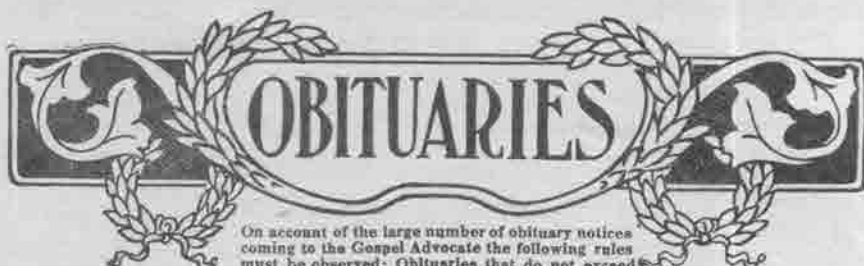 OBITUARIES
On account of the large number of obituary notices
coming to the Gospel Advocate the following rules
must be observed: Obituaries that do not exceed